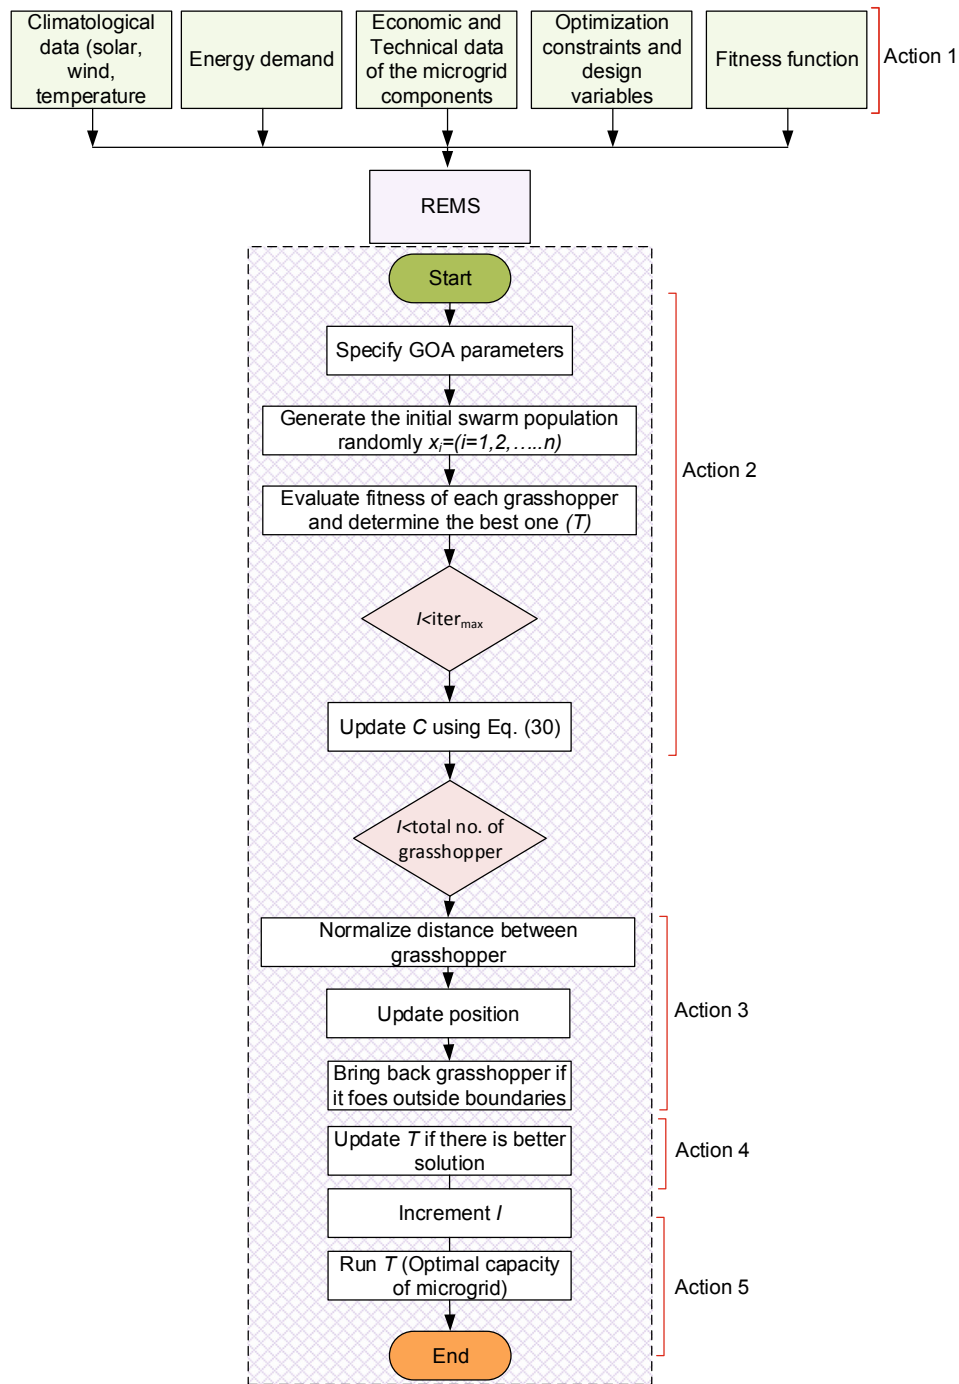 Climatological
data (solar,
wind,
temperature
Energy demand
Economic and
Technical data
of the microgrid
components
Optimization
constraints and
design
variables
Fitness function
Action 1
REMS
Start
Specify GOA parameters
Generate the initial swarm population
randomly xᵢ=(i=1,2,…..n)
Evaluate fitness of each grasshopper
and determine the best one (T)
Action 2
I<iterₘₐₓ
Update C using Eq. (30)
I<total no. of
grasshopper
Normalize distance between
grasshopper
Update position
Action 3
Bring back grasshopper if
it foes outside boundaries
Update T if there is better
solution
Action 4
Increment I
Run T (Optimal capacity
of microgrid)
Action 5
End